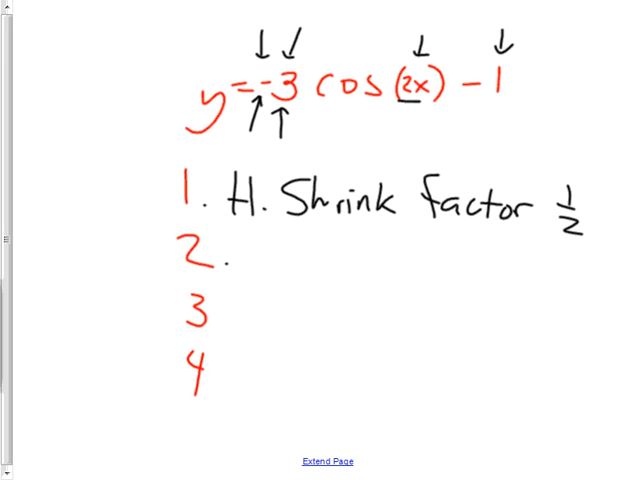 y = -3 cos (2x) - 1
1. H. Shrink factor 1/2
2.
3
4
Extend Page